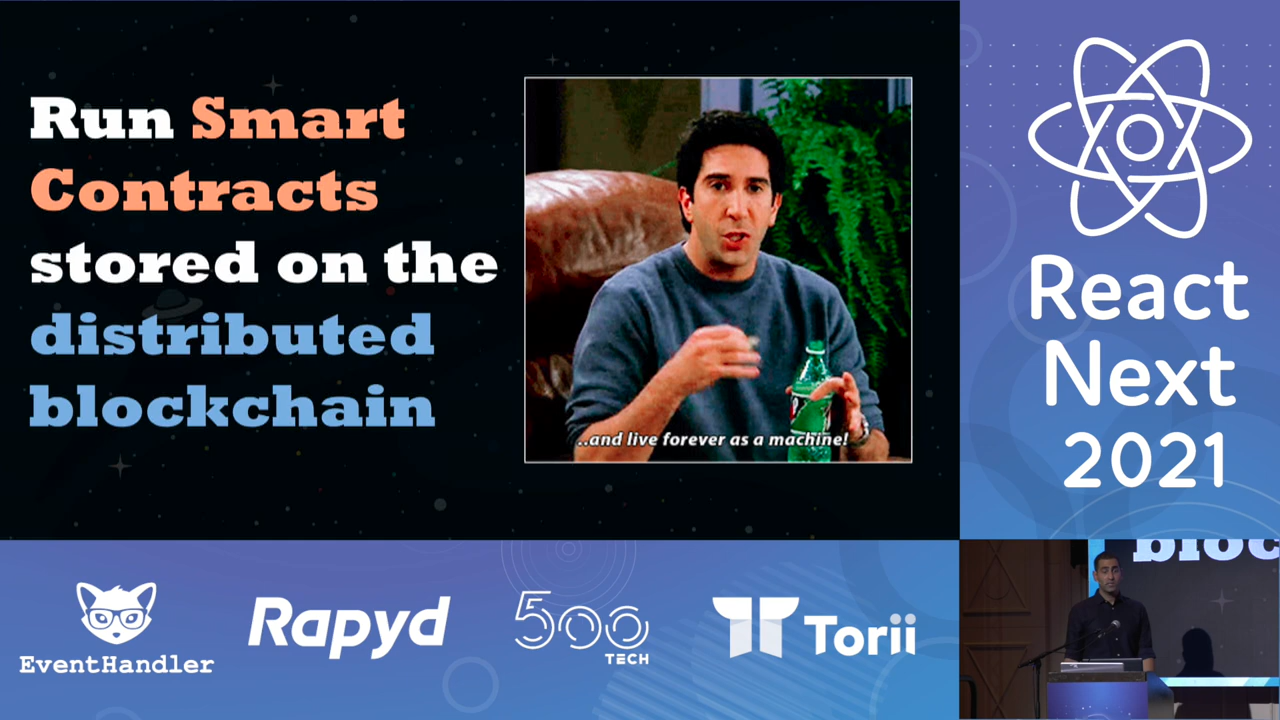 Run Smart
Contracts
stored on the
distributed
blockchain
..and live forever as a machine!
React
Next
2021
bloc
EventHandler
Rapyd
500
TECH
Torii